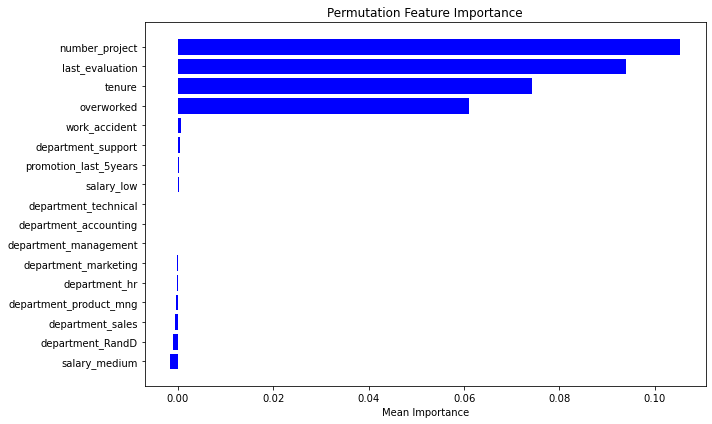 Permutation Feature Importance
number_project
last_evaluation
tenure
overworked
work_accident
department_support
promotion_last_5years
salary_low
department_technical
department_accounting
department_management
department_marketing
department_hr
department_product_mng
department_sales
department_RandD
salary_medium
0.00 0.02 0.04 0.06 0.08 0.10
Mean Importance